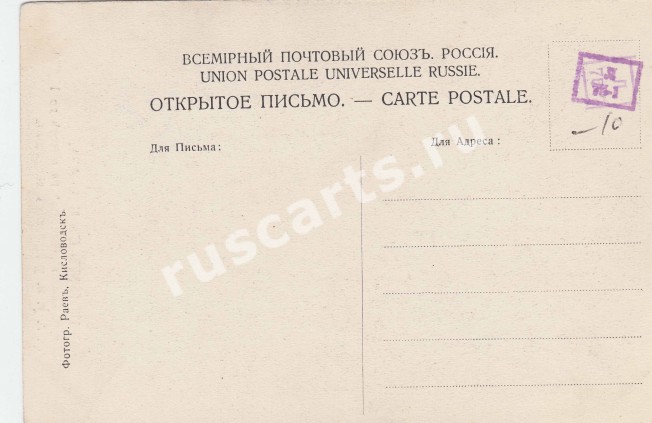 ВСЕМІРНЫЙ ПОЧТОВЫЙ СОЮЗЪ. РОССІЯ.
UNION POSTALE UNIVERSELLE RUSSIE.
ОТКРЫТОЕ ПИСЬМО. — CARTE POSTALE.
Для Письма:
Для Адреса:
—10
Фотогр. Раевъ, Кисловодскъ.
ruscarts.ru